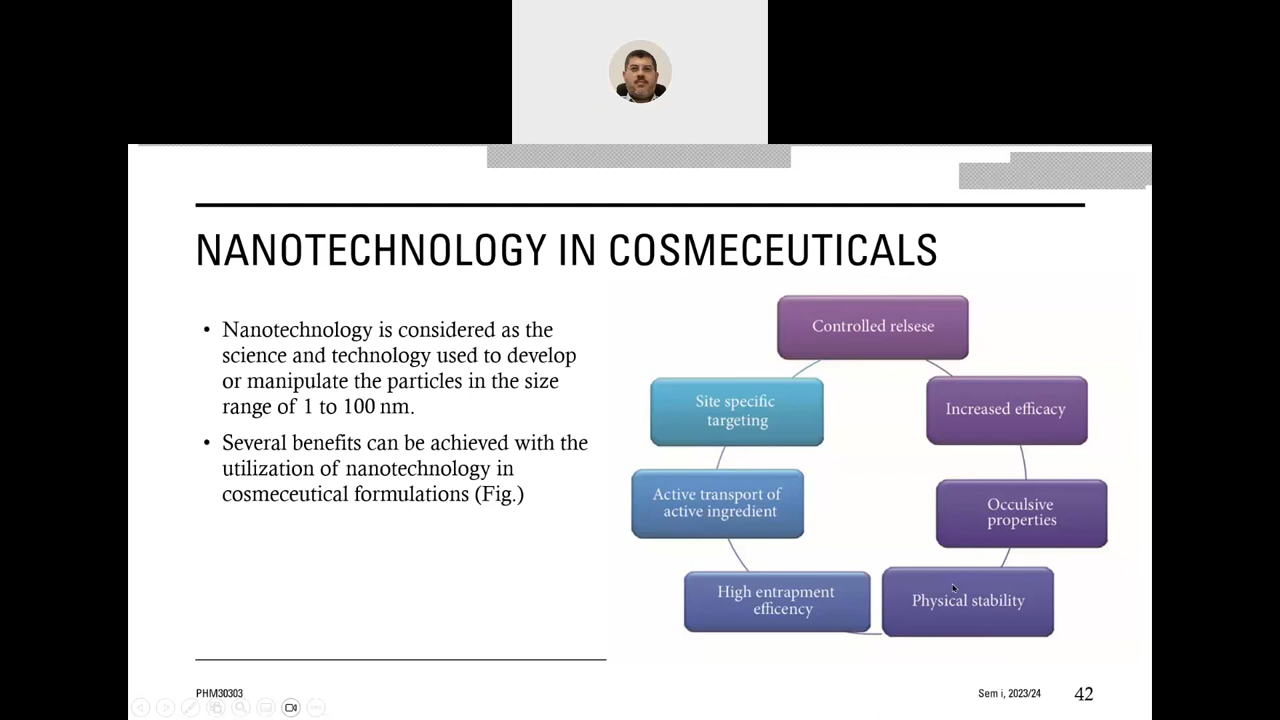 NANOTECHNOLOGY IN COSMECEUTICALS
• Nanotechnology is considered as the
science and technology used to develop
or manipulate the particles in the size
range of 1 to 100 nm.
• Several benefits can be achieved with the
utilization of nanotechnology in
cosmeceutical formulations (Fig.)
Controlled relsese
Increased efficacy
Occulsive
properties
Physical stability
High entrapment
efficency
Active transport of
active ingredient
Site specific
targeting
PHM30303
Sem i, 2023/24
42